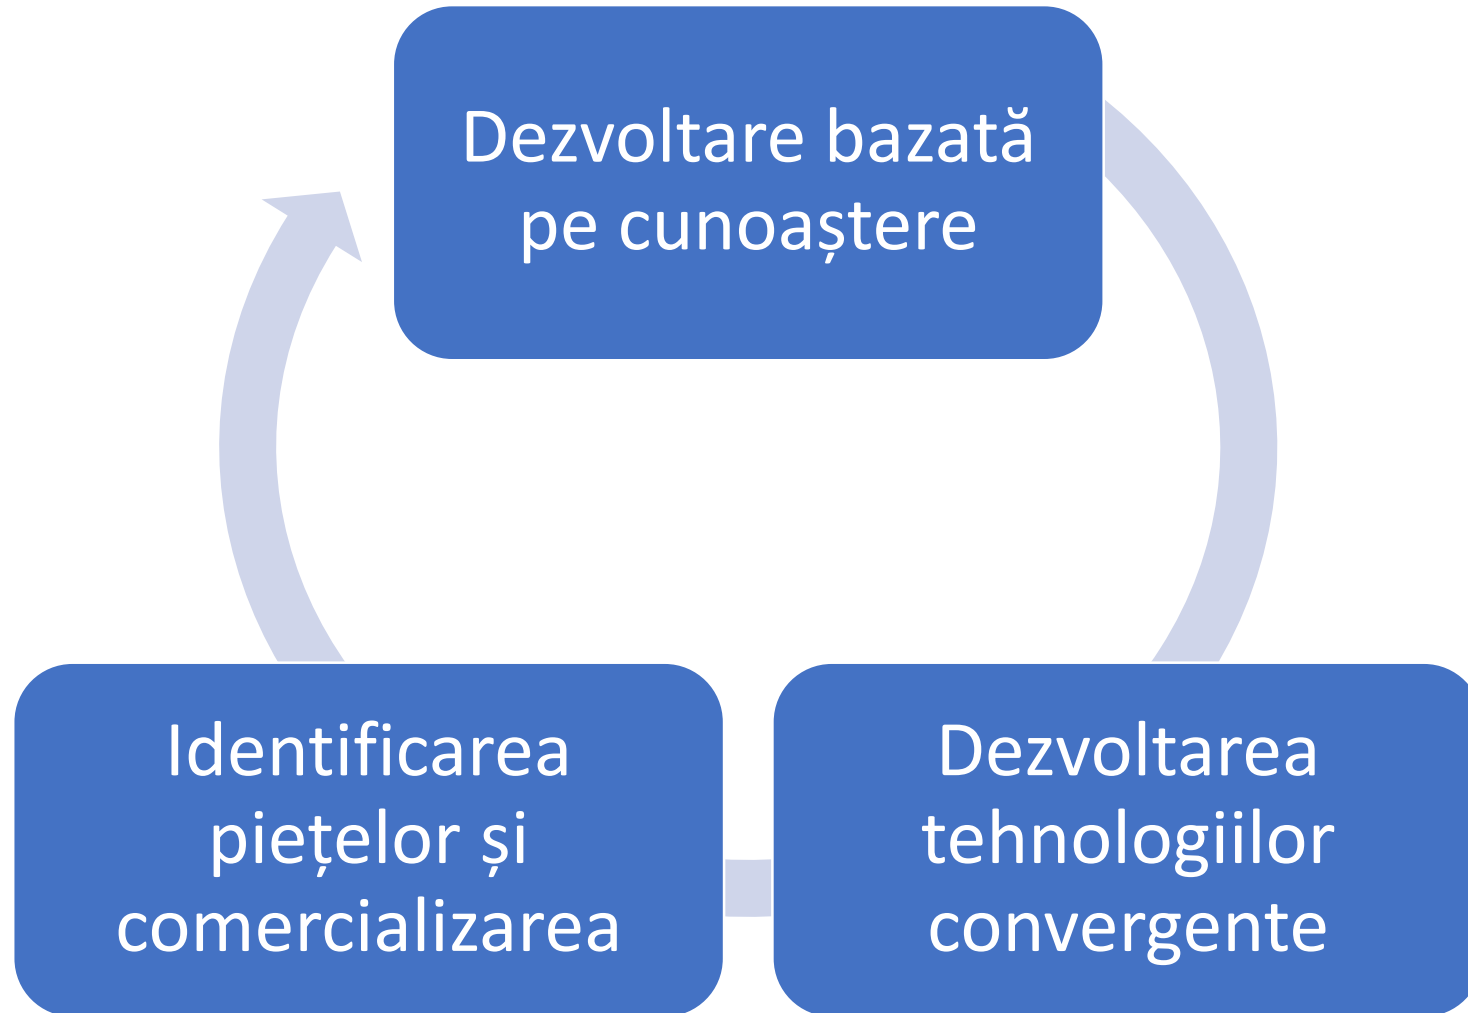 Dezvoltare bazată
pe cunoaștere
Identificarea
piețelor și
comercializarea
Dezvoltarea
tehnologiilor
convergente